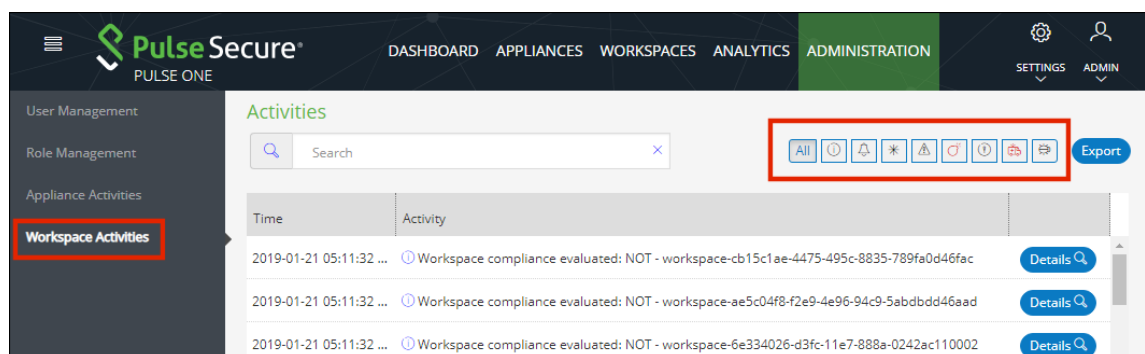 Pulse Secure
PULSE ONE
DASHBOARD APPLIANCES WORKSPACES ANALYTICS ADMINISTRATION
SETTINGS ADMIN
User Management
Role Management
Appliance Activities
Workspace Activities
Activities
Search
All
Export
Time Activity
2019-01-21 05:11:32 ... Workspace compliance evaluated: NOT - workspace-cb15c1ae-4475-495c-8835-789fa0d46fac Details
2019-01-21 05:11:32 ... Workspace compliance evaluated: NOT - workspace-ae5c04f8-f2e9-4e96-94c9-5abdbdd46aad Details
2019-01-21 05:11:32 ... Workspace compliance evaluated: NOT - workspace-6e334026-d3fc-11e7-888a-0242ac110002 Details